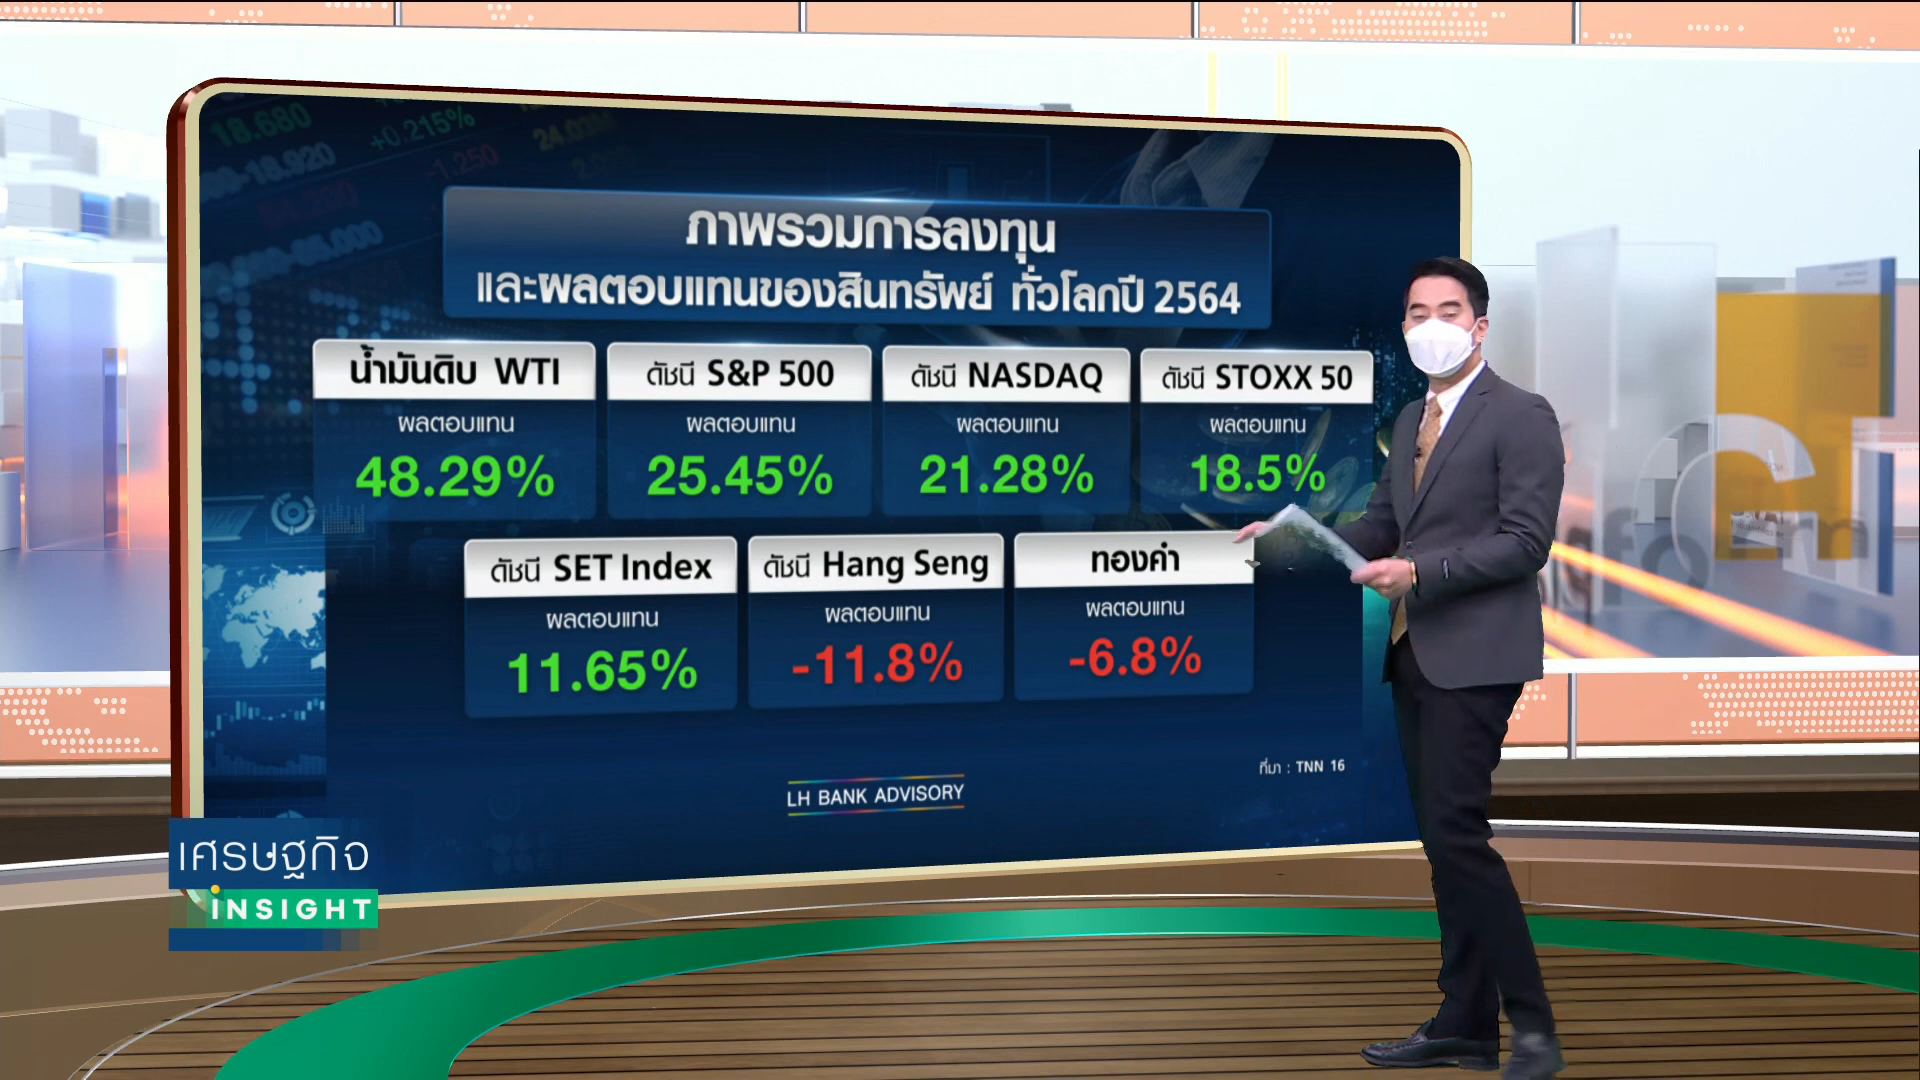 18.680
+0.215%
-1.250
ภาพรวมการลงทุน
และผลตอบแทนของสินทรัพย์ ทั่วโลกปี 2564
น้ำมันดิบ WTI
ผลตอบแทน
48.29%
ดัชนี S&P 500
ผลตอบแทน
25.45%
ดัชนี NASDAQ
ผลตอบแทน
21.28%
ดัชนี STOXX 50
ผลตอบแทน
18.5%
ดัชนี SET Index
ผลตอบแทน
11.65%
ดัชนี Hang Seng
ผลตอบแทน
-11.8%
ทองคำ
ผลตอบแทน
-6.8%
ที่มา : TNN 16
LH BANK ADVISORY
เศรษฐกิจ
INSIGHT